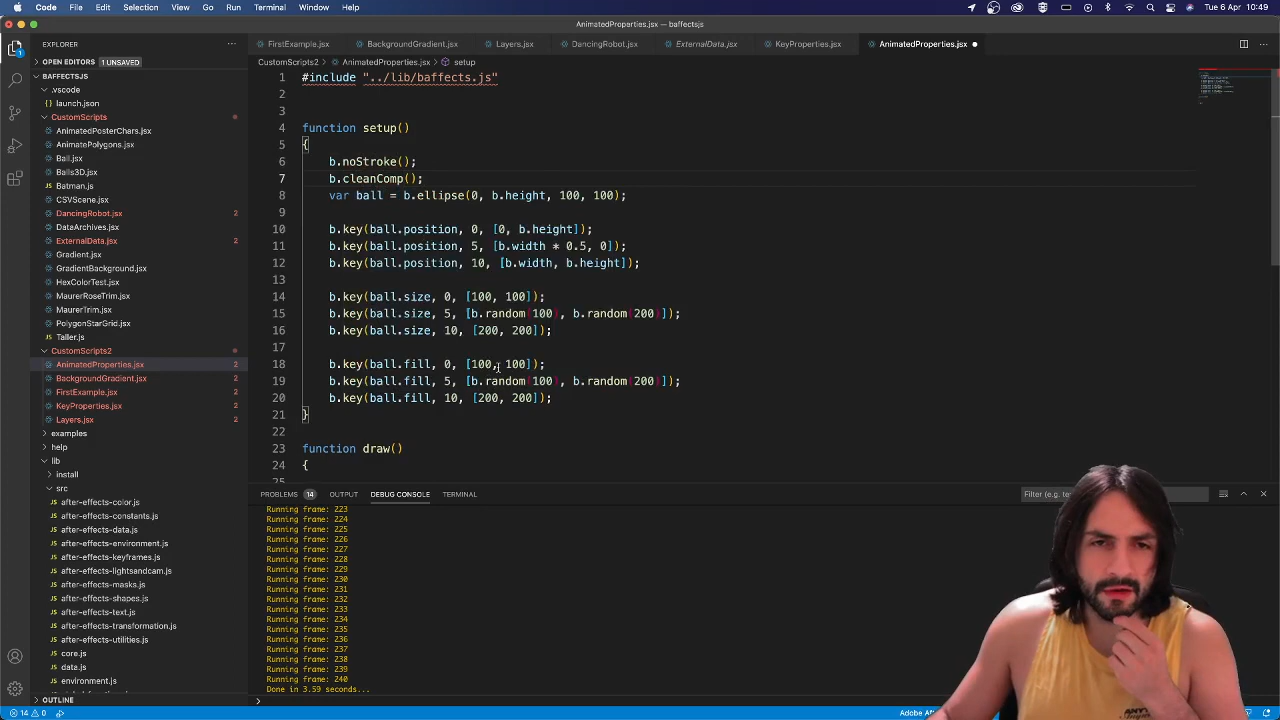 Code File Edit Selection View Go Run Terminal Window Help Tue 6 Apr 10:49
AnimatedProperties.jsx — baffectsjs
EXPLORER ···
FirstExample.jsx BackgroundGradient.jsx Layers.jsx DancingRobot.jsx ExternalData.jsx KeyProperties.jsx AnimatedProperties.jsx
OPEN EDITORS 1 UNSAVED
CustomScripts2 > AnimatedProperties.jsx > setup
BAFFECTSJS
.vscode
launch.json
CustomScripts
AnimatedPosterChars.jsx
AnimatePolygons.jsx
Ball.jsx
Balls3D.jsx
Batman.js
CSVScene.jsx
DancingRobot.jsx 2
DataArchives.jsx
ExternalData.jsx 2
Gradient.jsx
GradientBackground.jsx
HexColorTest.jsx
MaurerRoseTrim.jsx
MaurerTrim.jsx
PolygonStarGrid.jsx
Taller.js
CustomScripts2
AnimatedProperties.jsx 2
BackgroundGradient.jsx 2
FirstExample.jsx 2
KeyProperties.jsx 2
Layers.jsx 2
examples
help
lib
install
src
after-effects-color.js
after-effects-constants.js
after-effects-data.js
after-effects-environment.js
after-effects-keyframes.js
after-effects-lightsandcam.js
after-effects-masks.js
after-effects-shapes.js
after-effects-text.js
after-effects-transformation.js
after-effects-utilities.js
core.js
data.js
environment.js
OUTLINE
1 #include "../lib/baffects.js"
2
3
4 function setup()
5 {
6 b.noStroke();
7 b.cleanComp();
8 var ball = b.ellipse(0, b.height, 100, 100);
9
10 b.key(ball.position, 0, [0, b.height]);
11 b.key(ball.position, 5, [b.width * 0.5, 0]);
12 b.key(ball.position, 10, [b.width, b.height]);
13
14 b.key(ball.size, 0, [100, 100]);
15 b.key(ball.size, 5, [b.random(100), b.random(200)]);
16 b.key(ball.size, 10, [200, 200]);
17
18 b.key(ball.fill, 0, [100, 100]);
19 b.key(ball.fill, 5, [b.random(100), b.random(200)]);
20 b.key(ball.fill, 10, [200, 200]);
21 }
22
23 function draw()
24 {
PROBLEMS 14 OUTPUT DEBUG CONSOLE TERMINAL
Running frame: 223
Running frame: 224
Running frame: 225
Running frame: 226
Running frame: 227
Running frame: 228
Running frame: 229
Running frame: 230
Running frame: 231
Running frame: 232
Running frame: 233
Running frame: 234
Running frame: 235
Running frame: 236
Running frame: 237
Running frame: 238
Running frame: 239
Running frame: 240
Done in 3.59 seconds...
>
14 0